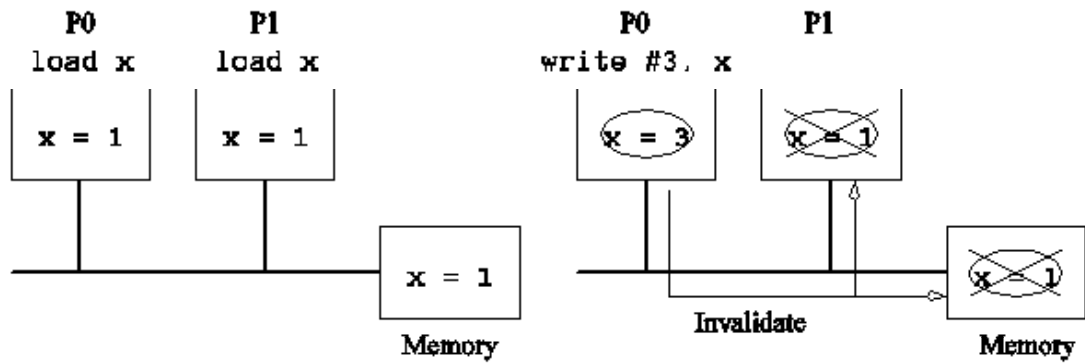 P0 P1
load x load x
x = 1 x = 1
x = 1
Memory
P0 P1
write #3, x
x = 3 x = 1
x = 1
Invalidate
Memory